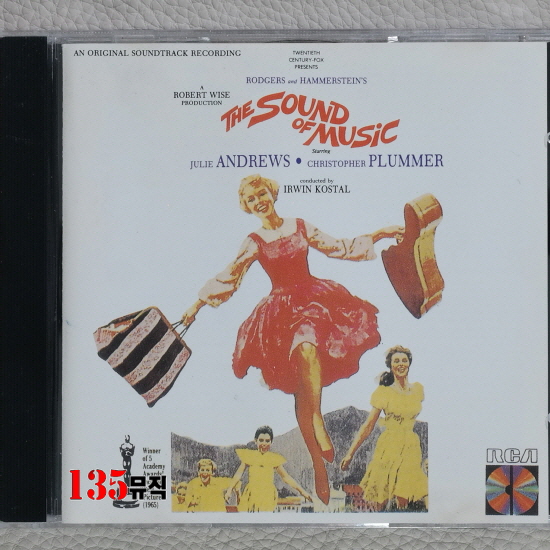 AN ORIGINAL SOUNDTRACK RECORDING
TWENTIETH
CENTURY-FOX
PRESENTS
RODGERS and HAMMERSTEIN'S
A
ROBERT WISE
PRODUCTION
THE SOUND
OF MUSIC
Starring
JULIE ANDREWS • CHRISTOPHER PLUMMER
conducted by
IRWIN KOSTAL
Winner
of 5
Academy
Awards
135뮤직
Picture
(1965)
RCA